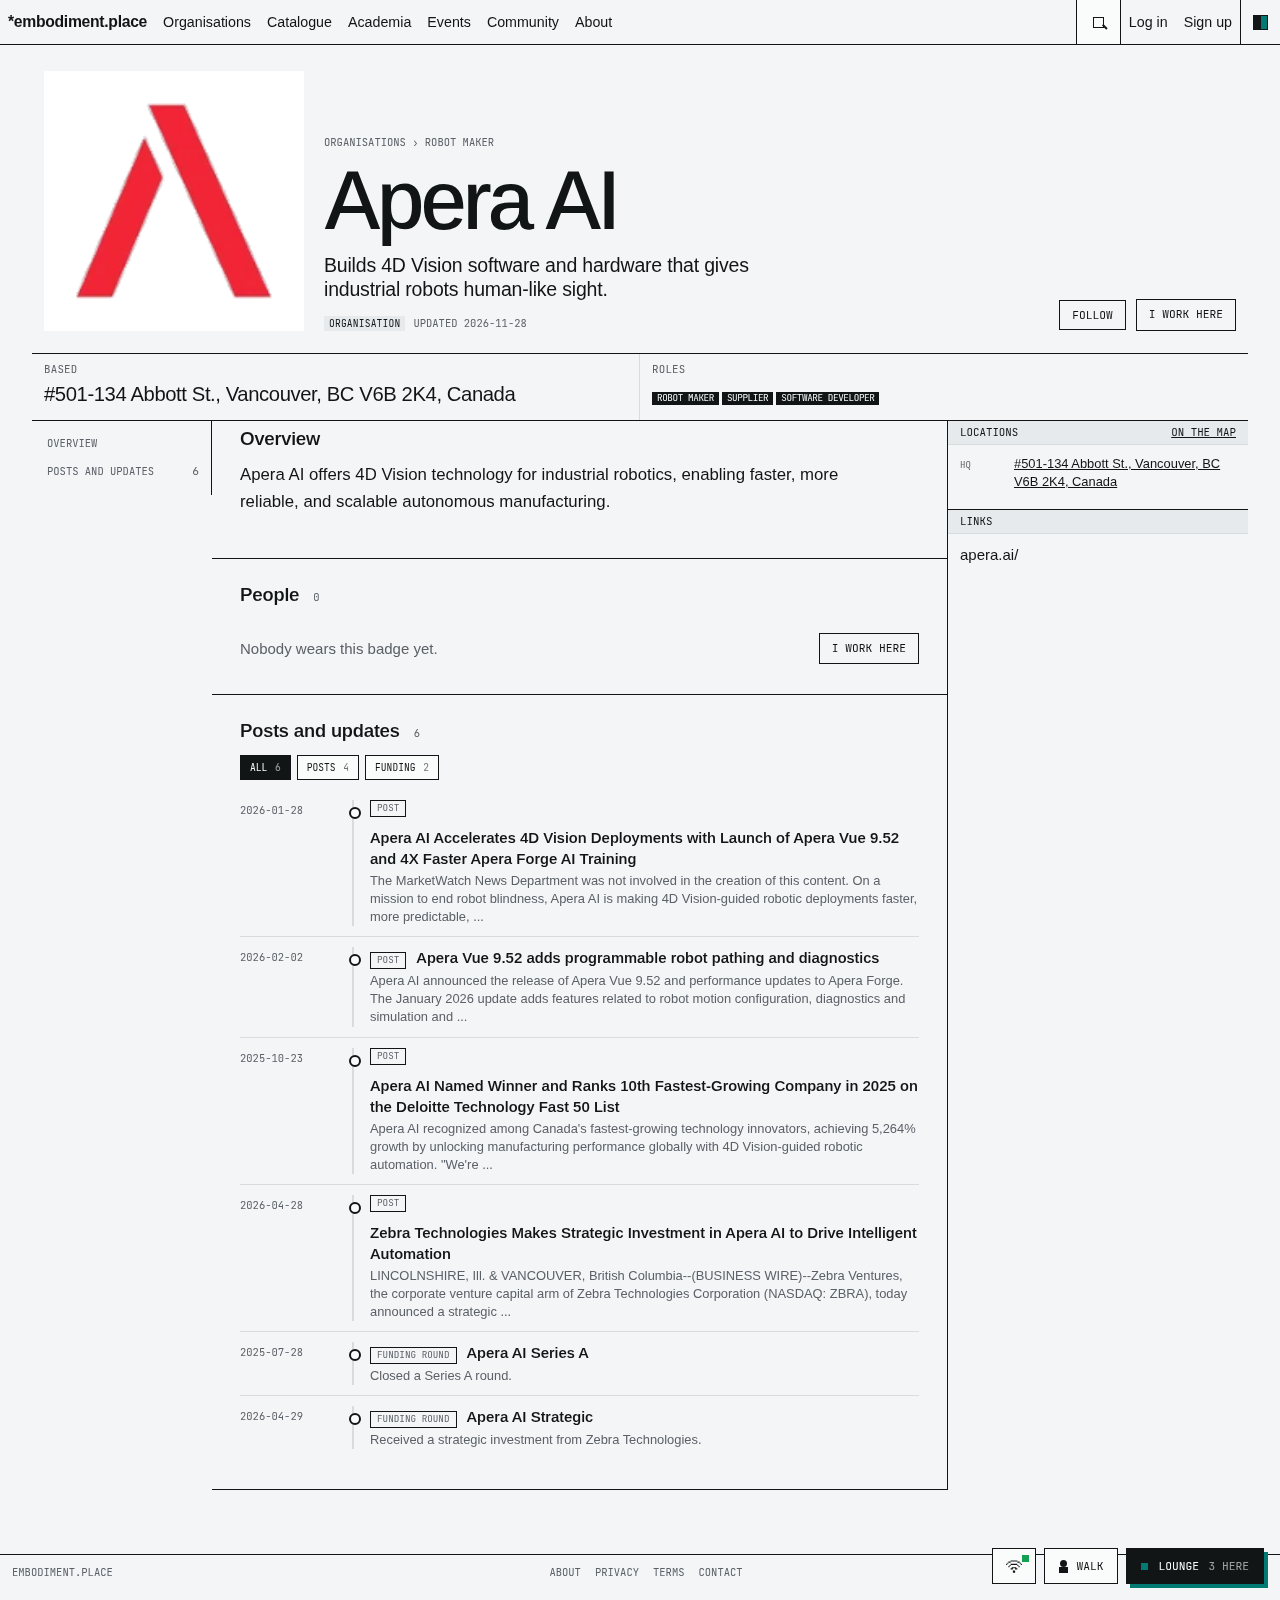 *embodiment.place Organisations Catalogue Academia Events Community About Log in Sign up
ORGANISATIONS › ROBOT MAKER
Apera AI
Builds 4D Vision software and hardware that gives
industrial robots human-like sight.
ORGANISATION UPDATED 2026-11-28
FOLLOW
I WORK HERE
BASED
#501-134 Abbott St., Vancouver, BC V6B 2K4, Canada
ROLES
ROBOT MAKER SUPPLIER SOFTWARE DEVELOPER
OVERVIEW
POSTS AND UPDATES 6
Overview
Apera AI offers 4D Vision technology for industrial robotics, enabling faster, more
reliable, and scalable autonomous manufacturing.
People 0
Nobody wears this badge yet.
I WORK HERE
Posts and updates 6
ALL 6 POSTS 4 FUNDING 2
2026-01-28
POST
Apera AI Accelerates 4D Vision Deployments with Launch of Apera Vue 9.52
and 4X Faster Apera Forge AI Training
The MarketWatch News Department was not involved in the creation of this content. On a
mission to end robot blindness, Apera AI is making 4D Vision-guided robotic deployments faster,
more predictable, ...
2026-02-02
POST Apera Vue 9.52 adds programmable robot pathing and diagnostics
Apera AI announced the release of Apera Vue 9.52 and performance updates to Apera Forge.
The January 2026 update adds features related to robot motion configuration, diagnostics and
simulation and ...
2025-10-23
POST
Apera AI Named Winner and Ranks 10th Fastest-Growing Company in 2025 on
the Deloitte Technology Fast 50 List
Apera AI recognized among Canada's fastest-growing technology innovators, achieving 5,264%
growth by unlocking manufacturing performance globally with 4D Vision-guided robotic
automation. "We're ...
2026-04-28
POST
Zebra Technologies Makes Strategic Investment in Apera AI to Drive Intelligent
Automation
LINCOLNSHIRE, Ill. & VANCOUVER, British Columbia--(BUSINESS WIRE)--Zebra Ventures,
the corporate venture capital arm of Zebra Technologies Corporation (NASDAQ: ZBRA), today
announced a strategic ...
2025-07-28
FUNDING ROUND Apera AI Series A
Closed a Series A round.
2026-04-29
FUNDING ROUND Apera AI Strategic
Received a strategic investment from Zebra Technologies.
LOCATIONS ON THE MAP
HQ #501-134 Abbott St., Vancouver, BC
V6B 2K4, Canada
LINKS
apera.ai/
EMBODIMENT.PLACE ABOUT PRIVACY TERMS CONTACT
WALK
LOUNGE 3 HERE